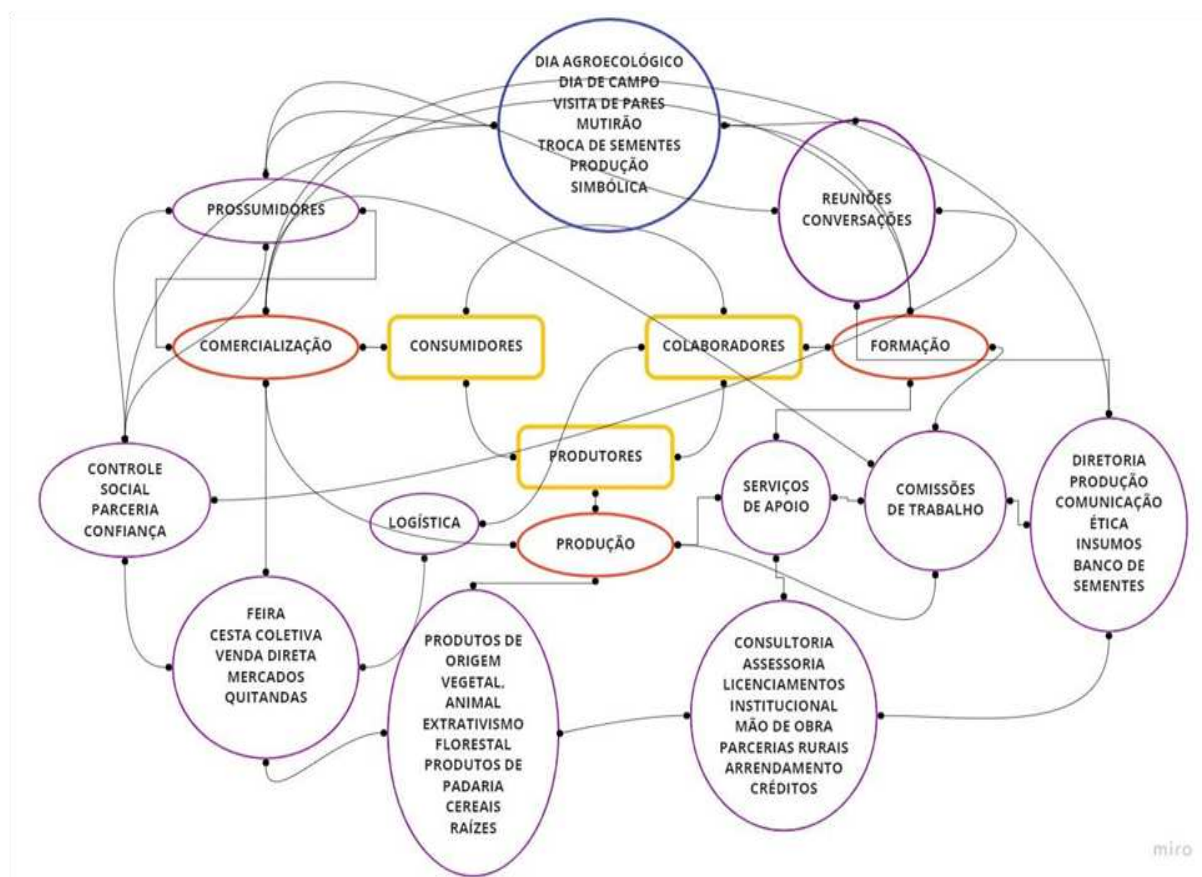 DIA AGROECOLÓGICO
DIA DE CAMPO
VISITA DE PARES
MUTIRÃO
TROCA DE SEMENTES
PRODUÇÃO
SIMBÓLICA
PROSSUMIDORES
REUNIÕES
CONVERSAÇÕES
COMERCIALIZAÇÃO
CONSUMIDORES
COLABORADORES
FORMAÇÃO
CONTROLE
SOCIAL
PARCERIA
CONFIANÇA
LOGÍSTICA
PRODUTORES
PRODUÇÃO
SERVIÇOS
DE APOIO
COMISSÕES
DE TRABALHO
DIRETORIA
PRODUÇÃO
COMUNICAÇÃO
ÉTICA
INSUMOS
BANCO DE
SEMENTES
FEIRA
CESTA COLETIVA
VENDA DIRETA
MERCADOS
QUITANDAS
PRODUTOS DE
ORIGEM
VEGETAL,
ANIMAL
EXTRATIVISMO
FLORESTAL
PRODUTOS DE
PADARIA
CEREAIS
RAÍZES
CONSULTORIA
ASSESSORIA
LICENCIAMENTOS
INSTITUCIONAL
MÃO DE OBRA
PARCERIAS RURAIS
ARRENDAMENTO
CRÉDITOS
miro